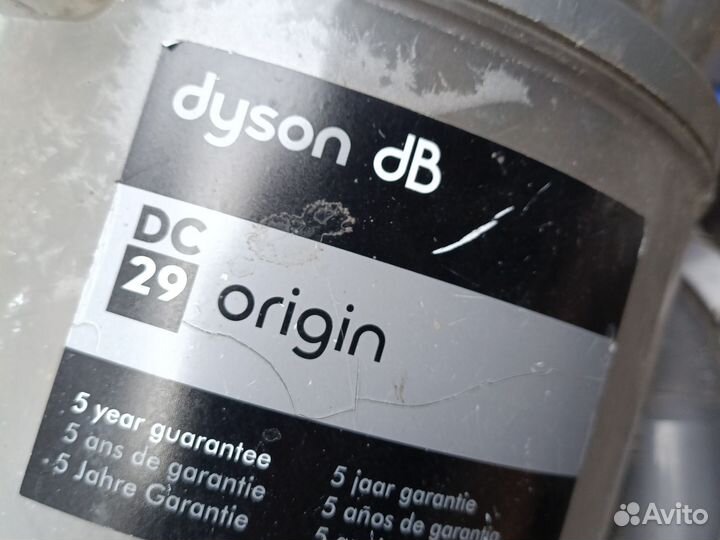 dyson dB
DC
29
origin
5 year guarantee
5 ans de garantie
5 Jahre Garantie
5 jaar garantie
5 años de garantía
5
Avito